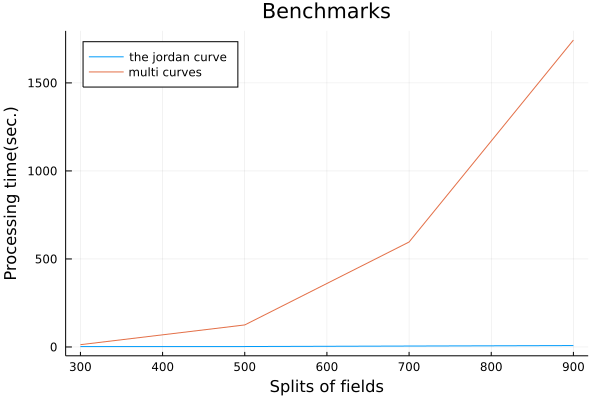 Benchmarks
the jordan curve
multi curves
Processing time(sec.)
1500
1000
500
0
300 400 500 600 700 800 900
Splits of fields